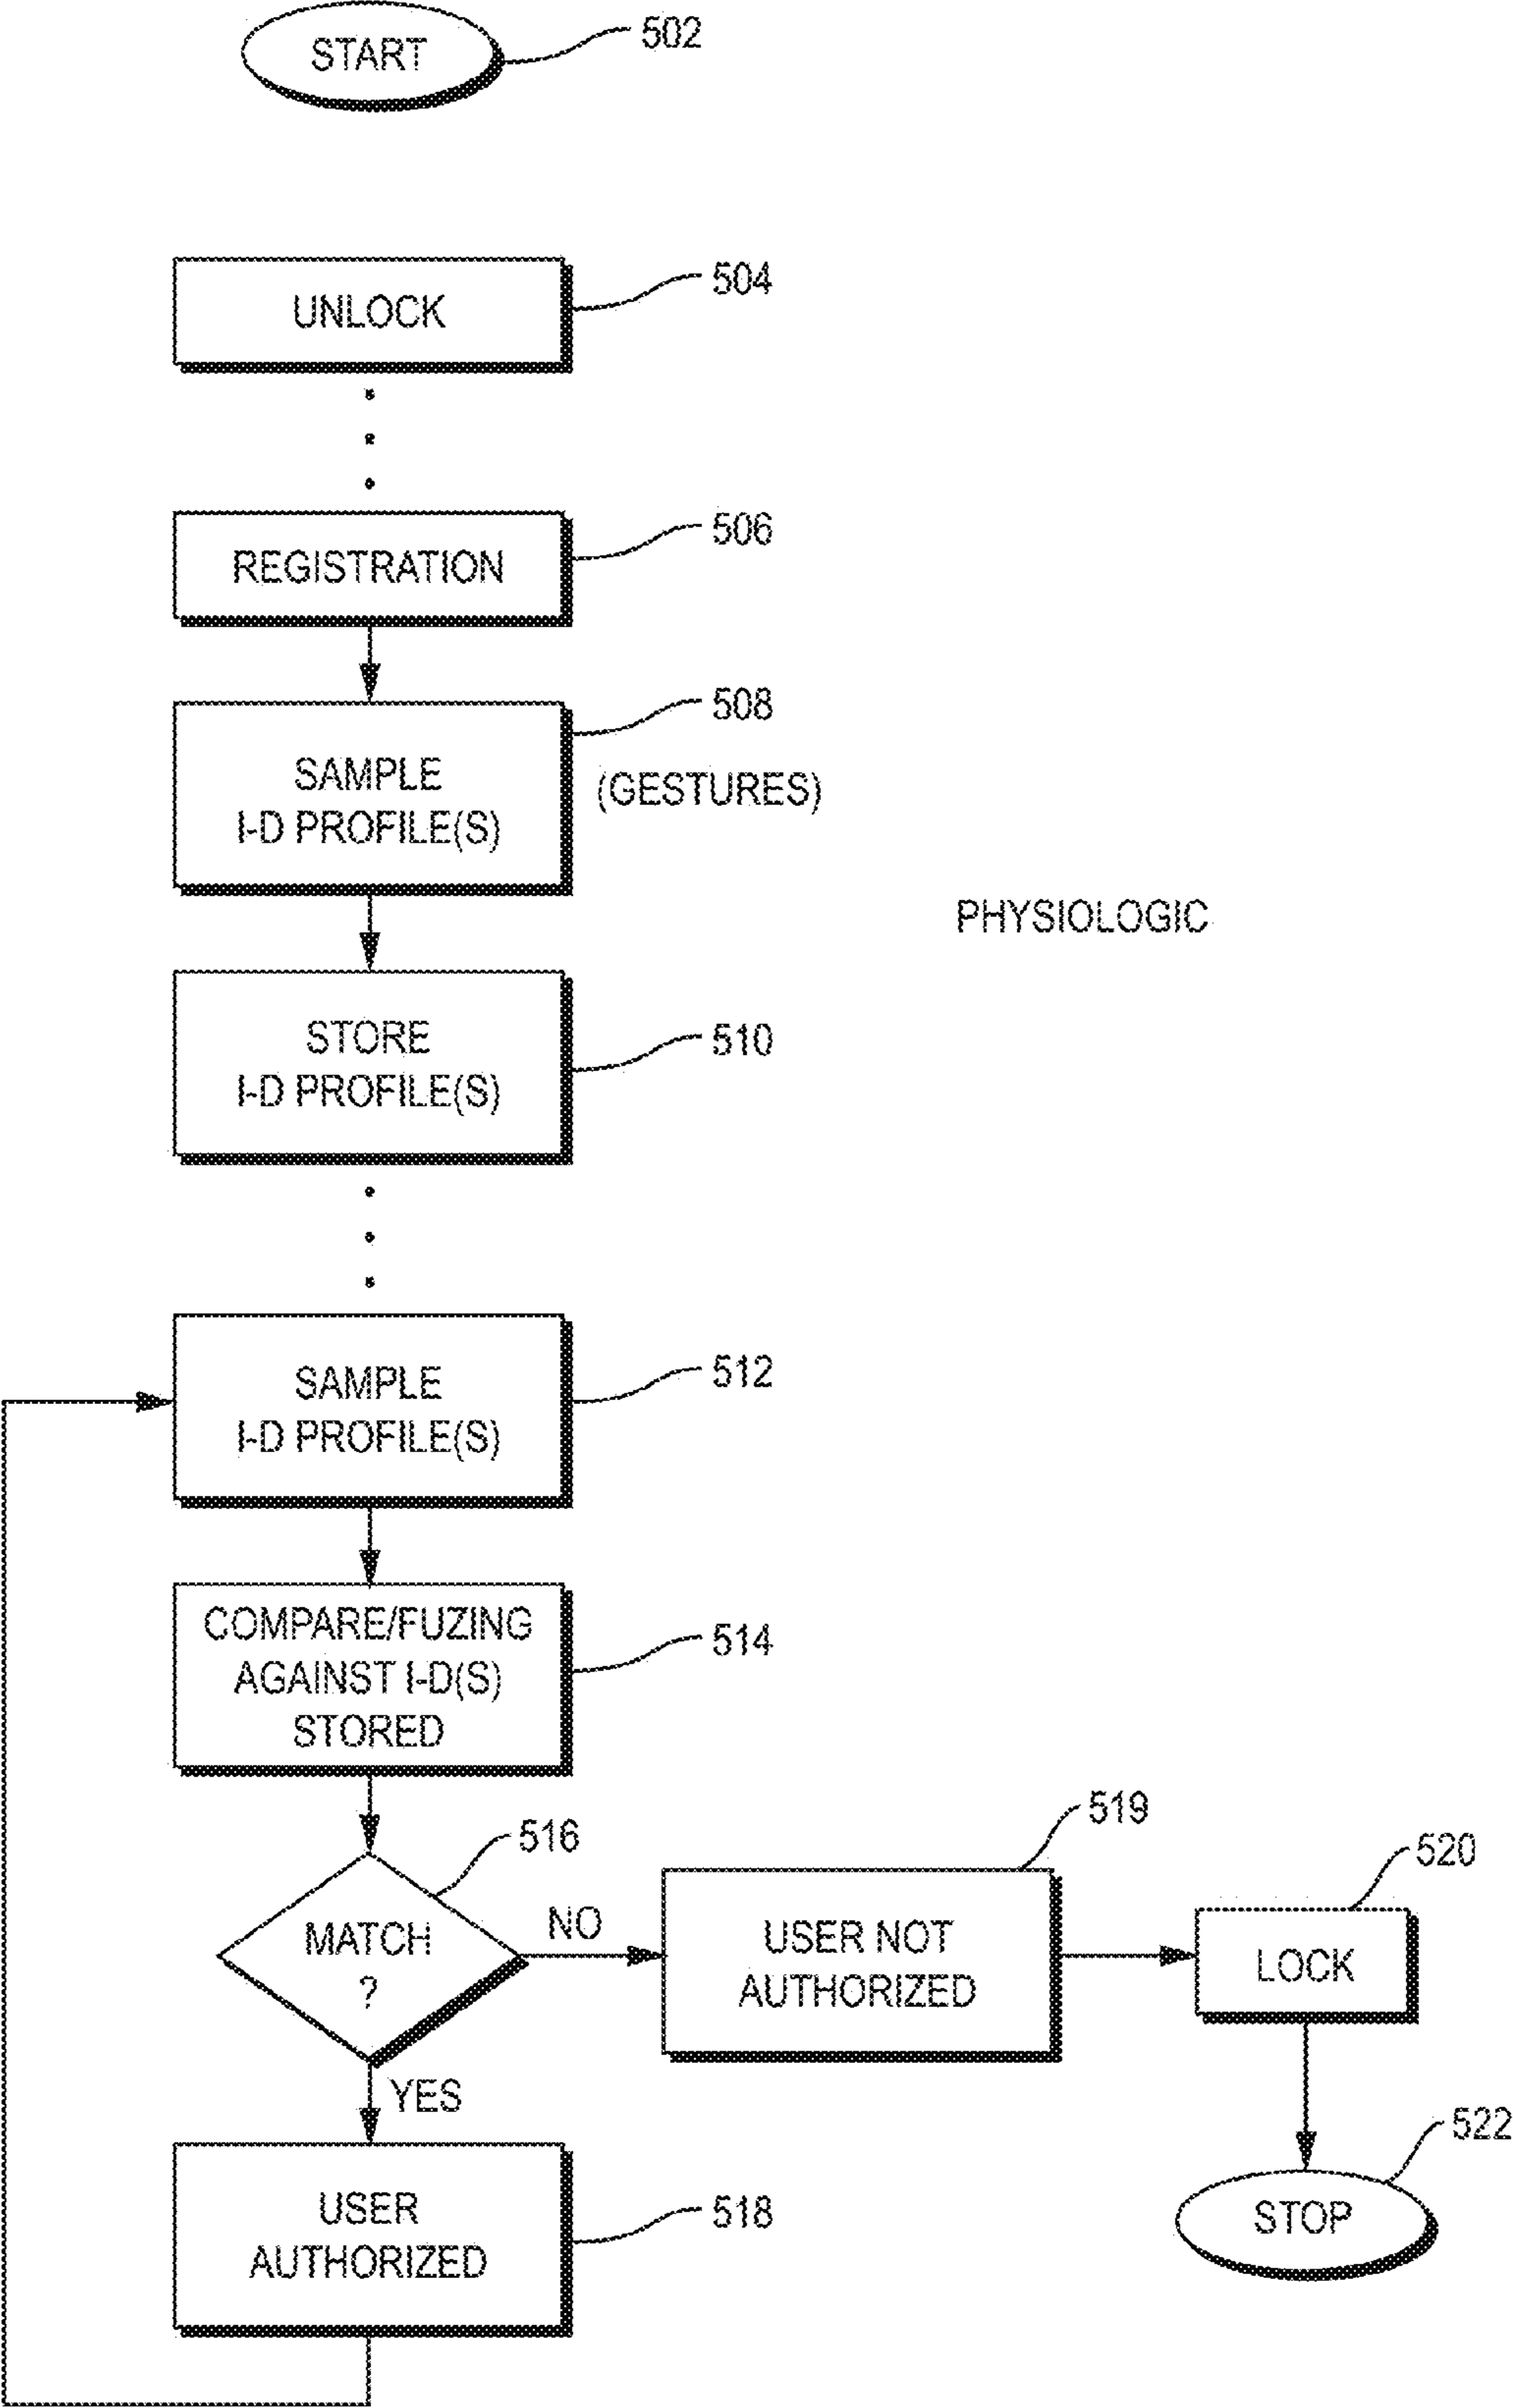 START
502
UNLOCK
504
REGISTRATION
506
SAMPLE
I-D PROFILE(S)
508
(GESTURES)
PHYSIOLOGIC
STORE
I-D PROFILE(S)
510
SAMPLE
I-D PROFILE(S)
512
COMPARE/FUZING
AGAINST I-D(S)
STORED
514
MATCH
?
516
NO
USER NOT
AUTHORIZED
519
LOCK
520
YES
USER
AUTHORIZED
518
STOP
522